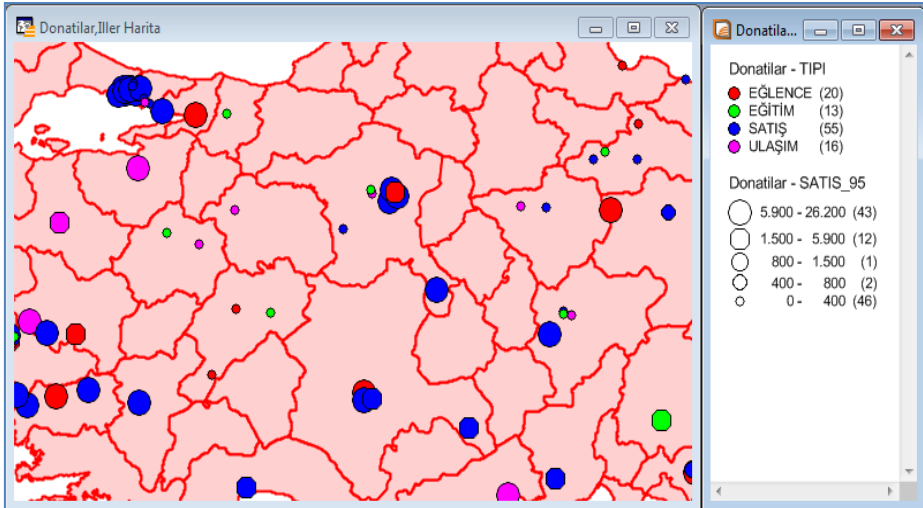 Donatilar,Iller Harita
Donatila...
Donatilar - TIPI
EĞLENCE (20)
EĞİTİM (13)
SATIŞ (55)
ULAŞIM (16)
Donatilar - SATIS_95
5.900 - 26.200 (43)
1.500 - 5.900 (12)
800 - 1.500 (1)
400 - 800 (2)
0 - 400 (46)